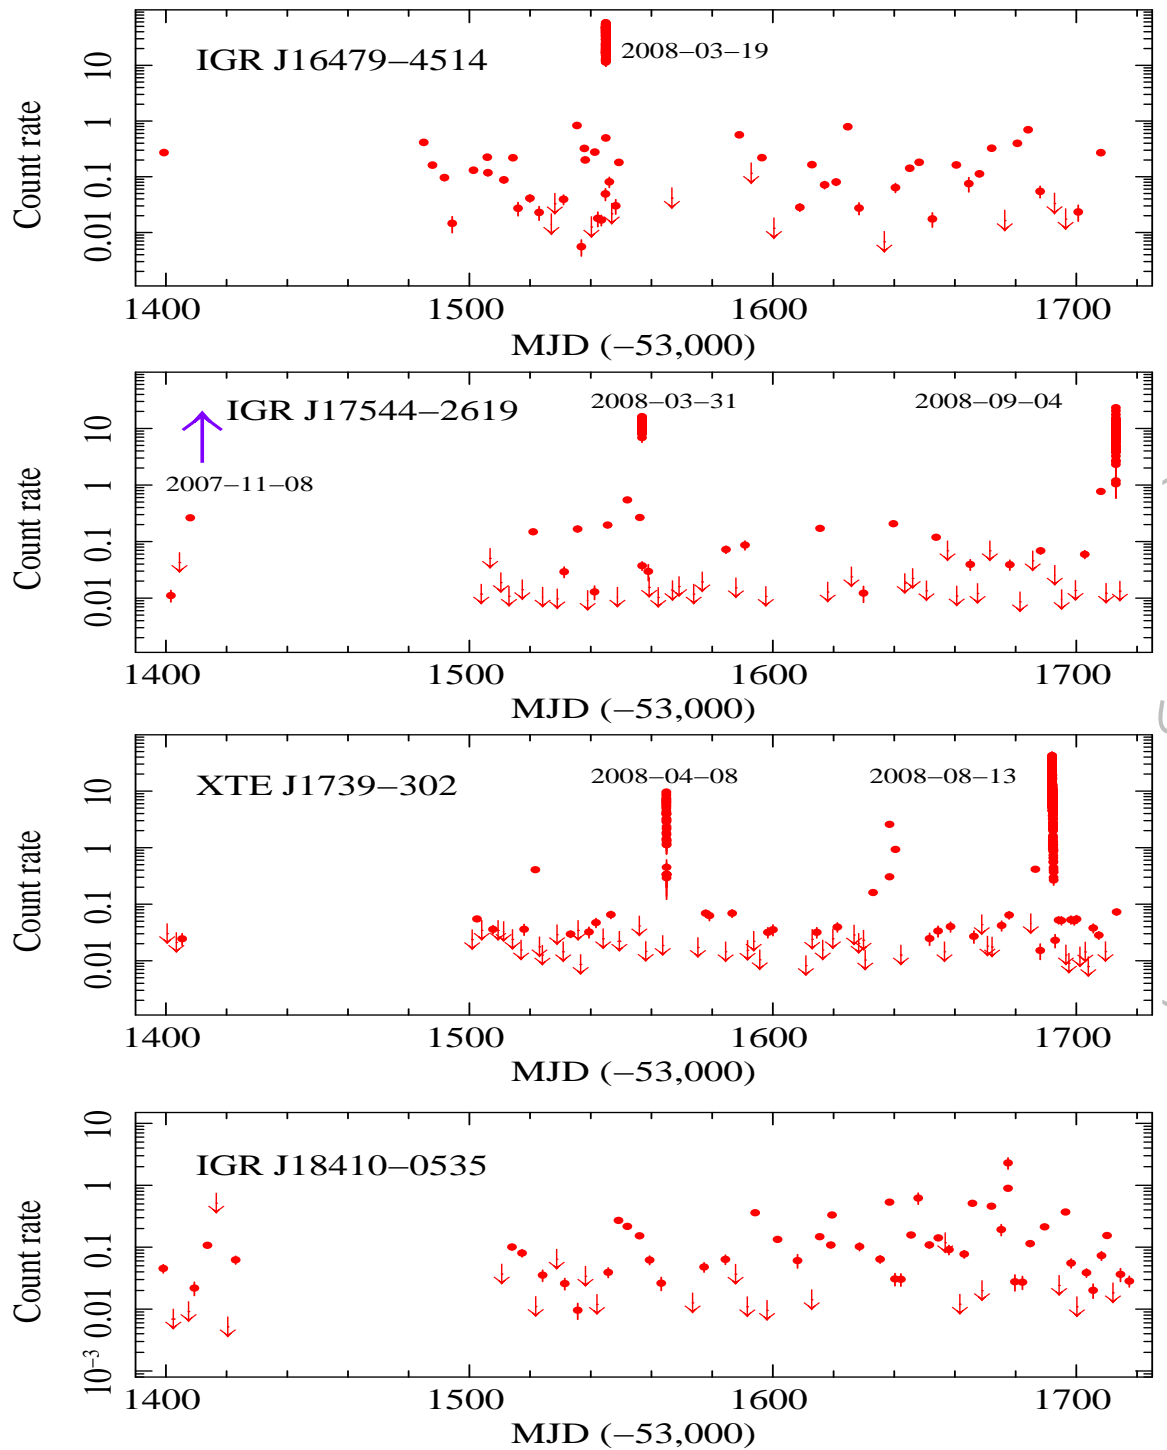 IGR J16479−4514
2008−03−19
Count rate
0.01 0.1 1 10
1400 1500 1600 1700
MJD (−53,000)
IGR J17544−2619
2008−03−31
2008−09−04
2007−11−08
Count rate
0.01 0.1 1 10
1400 1500 1600 1700
MJD (−53,000)
XTE J1739−302
2008−04−08
2008−08−13
Count rate
0.01 0.1 1 10
1400 1500 1600 1700
MJD (−53,000)
IGR J18410−0535
Count rate
10⁻³ 0.01 0.1 1 10
1400 1500 1600 1700
MJD (−53,000)